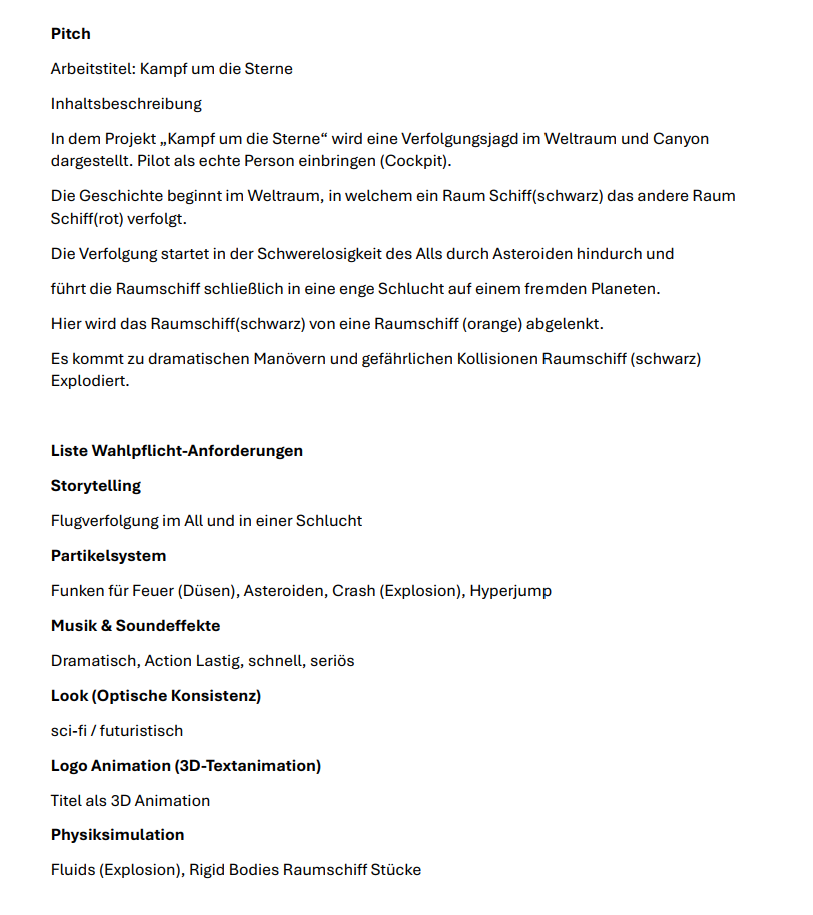 Pitch
Arbeitstitel: Kampf um die Sterne
Inhaltsbeschreibung
In dem Projekt „Kampf um die Sterne“ wird eine Verfolgungsjagd im Weltraum und Canyon
dargestellt. Pilot als echte Person einbringen (Cockpit).
Die Geschichte beginnt im Weltraum, in welchem ein Raum Schiff(schwarz) das andere Raum
Schiff(rot) verfolgt.
Die Verfolgung startet in der Schwerelosigkeit des Alls durch Asteroiden hindurch und
führt die Raumschiff schließlich in eine enge Schlucht auf einem fremden Planeten.
Hier wird das Raumschiff(schwarz) von eine Raumschiff (orange) abgelenkt.
Es kommt zu dramatischen Manövern und gefährlichen Kollisionen Raumschiff (schwarz)
Explodiert.
Liste Wahlpflicht-Anforderungen
Storytelling
Flugverfolgung im All und in einer Schlucht
Partikelsystem
Funken für Feuer (Düsen), Asteroiden, Crash (Explosion), Hyperjump
Musik & Soundeffekte
Dramatisch, Action Lastig, schnell, seriös
Look (Optische Konsistenz)
sci-fi / futuristisch
Logo Animation (3D-Textanimation)
Titel als 3D Animation
Physiksimulation
Fluids (Explosion), Rigid Bodies Raumschiff Stücke